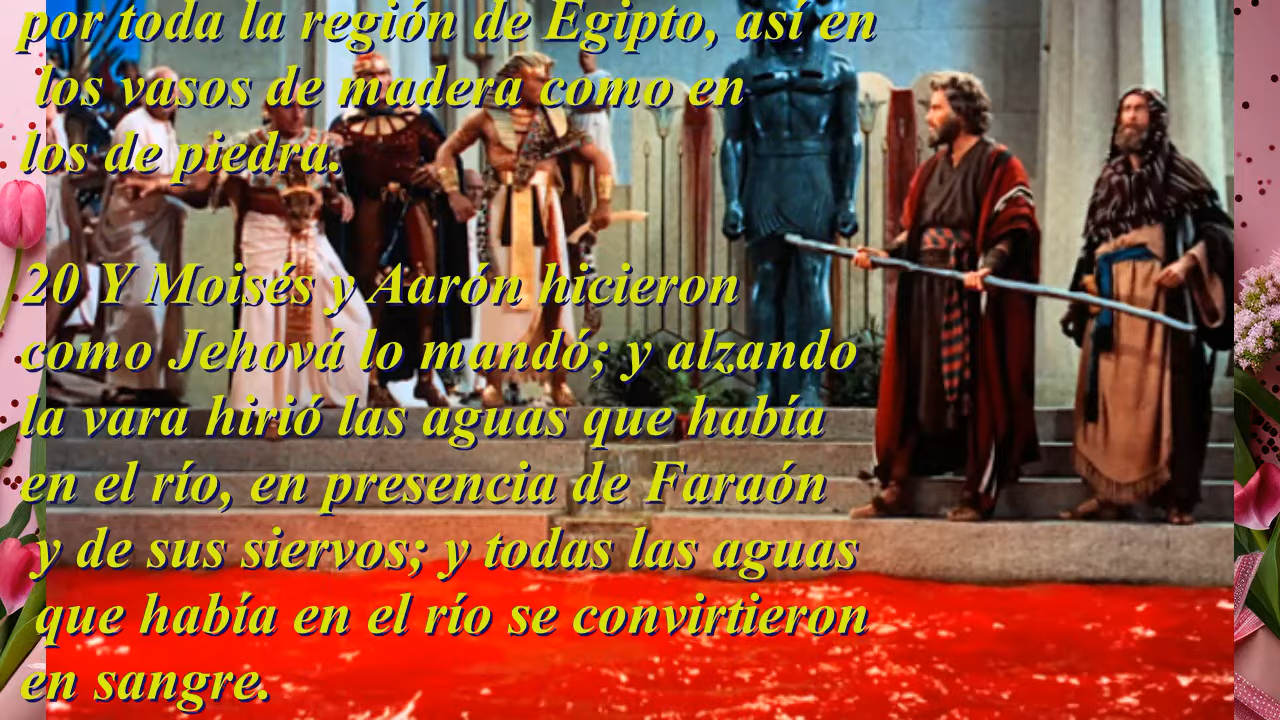 por toda la región de Egipto, así en
los vasos de madera como en
los de piedra.
20 Y Moisés y Aarón hicieron
como Jehová lo mandó; y alzando
la vara hirió las aguas que había
en el río, en presencia de Faraón
y de sus siervos; y todas las aguas
que había en el río se convirtieron
en sangre.